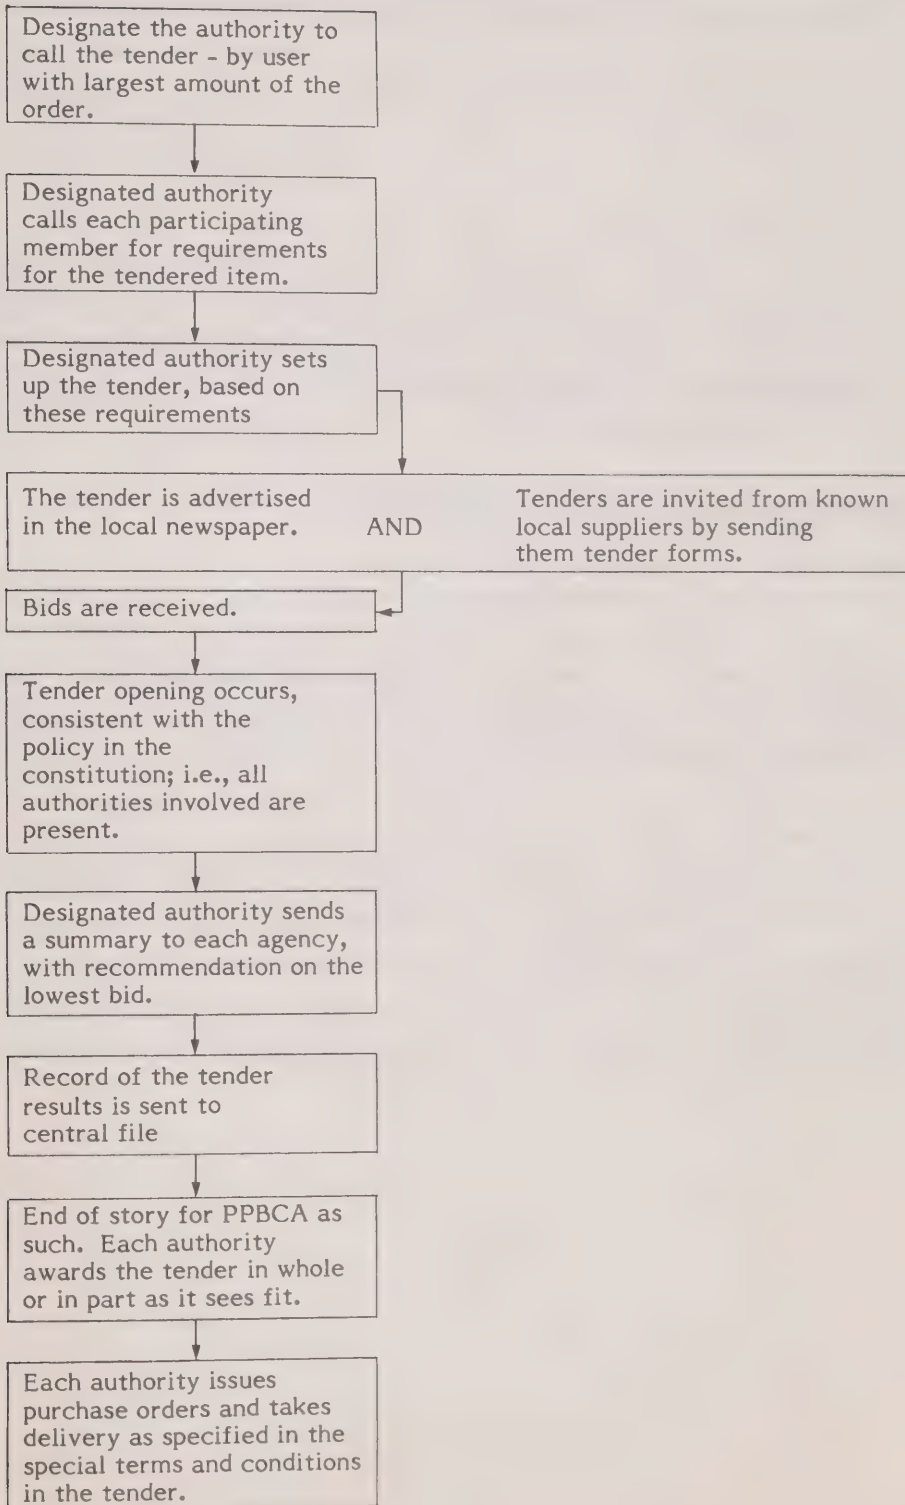 Designate the authority to
call the tender - by user
with largest amount of the
order.
Designated authority
calls each participating
member for requirements
for the tendered item.
Designated authority sets
up the tender, based on
these requirements
The tender is advertised
in the local newspaper.
AND
Tenders are invited from known
local suppliers by sending
them tender forms.
Bids are received.
Tender opening occurs,
consistent with the
policy in the
constitution; i.e., all
authorities involved are
present.
Designated authority sends
a summary to each agency,
with recommendation on the
lowest bid.
Record of the tender
results is sent to
central file
End of story for PPBCA as
such. Each authority
awards the tender in whole
or in part as it sees fit.
Each authority issues
purchase orders and takes
delivery as specified in the
special terms and conditions
in the tender.